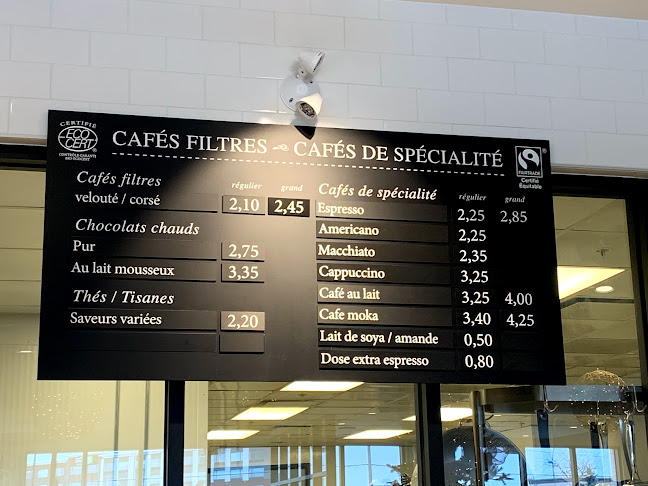 CERTIFIÉ
ECO
CERT®
CONTRÔLE GARANTI
CAFÉS FILTRES CAFÉS DE SPÉCIALITÉ
FAIRTRADE
Certifié
Équitable
Cafés filtres régulier grand
velouté / corsé 2,10 2,45
Chocolats chauds
Pur 2,75
Au lait mousseux 3,35
Thés / Tisanes
Saveurs variées 2,20
Cafés de spécialité régulier grand
Espresso 2,25 2,85
Americano 2,25
Macchiato 2,35
Cappuccino 3,25
Café au lait 3,25 4,00
Cafe moka 3,40 4,25
Lait de soya / amande 0,50
Dose extra espresso 0,80